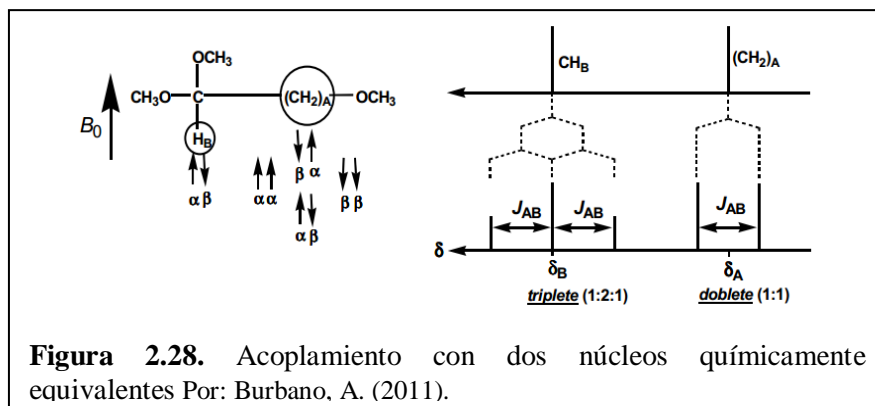 OCH₃
CH₃O—C—(CH₂)A—OCH₃
B₀
HB
α β
α α
β α
β β
α β
CHB
(CH₂)A
JAB
JAB
JAB
δ
δB
δA
triplete (1:2:1)
doblete (1:1)
Figura 2.28. Acoplamiento con dos núcleos químicamente
equivalentes Por: Burbano, A. (2011).